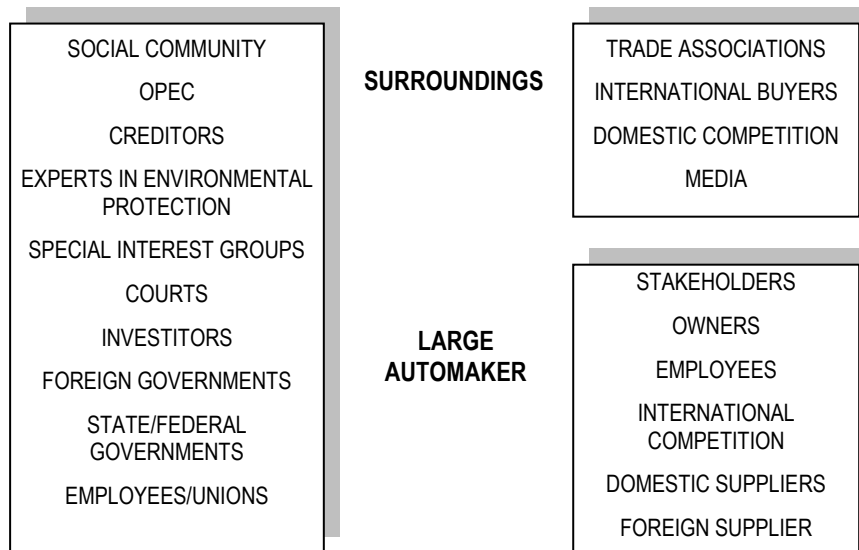 SOCIAL COMMUNITY
OPEC
CREDITORS
EXPERTS IN ENVIRONMENTAL
PROTECTION
SPECIAL INTEREST GROUPS
COURTS
INVESTITORS
FOREIGN GOVERNMENTS
STATE/FEDERAL
GOVERNMENTS
EMPLOYEES/UNIONS
SURROUNDINGS
LARGE
AUTOMAKER
TRADE ASSOCIATIONS
INTERNATIONAL BUYERS
DOMESTIC COMPETITION
MEDIA
STAKEHOLDERS
OWNERS
EMPLOYEES
INTERNATIONAL
COMPETITION
DOMESTIC SUPPLIERS
FOREIGN SUPPLIER